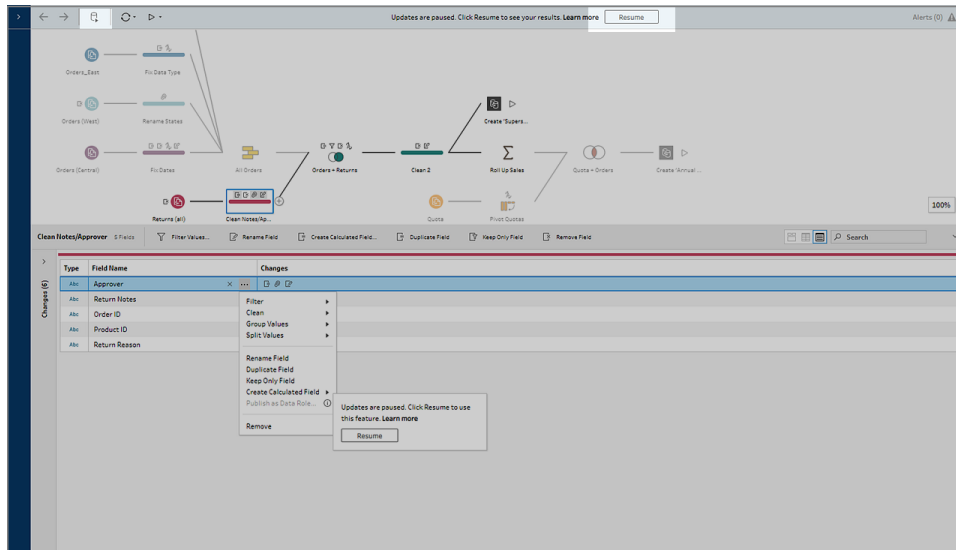 Updates are paused. Click Resume to see your results. Learn more Resume Alerts (0)
Orders_East Fix Data Type
Orders (West) Rename States Create 'Supers...
Orders (Central) Fix Dates All Orders Orders + Returns Clean 2 Roll Up Sales Quota + Orders Create 'Annual ...
Returns (all) Clean Notes/Ap... Quota Pivot Quotas
100%
Clean Notes/Approver 5 Fields Filter Values... Rename Field Create Calculated Field... Duplicate Field Keep Only Field Remove Field Search
Changes (6)
Type Field Name Changes
Abc Approver
Abc Return Notes
Abc Order ID
Abc Product ID
Abc Return Reason
Filter
Clean
Group Values
Split Values
Rename Field
Duplicate Field
Keep Only Field
Create Calculated Field
Publish as Data Role...
Remove
Updates are paused. Click Resume to use
this feature. Learn more
Resume